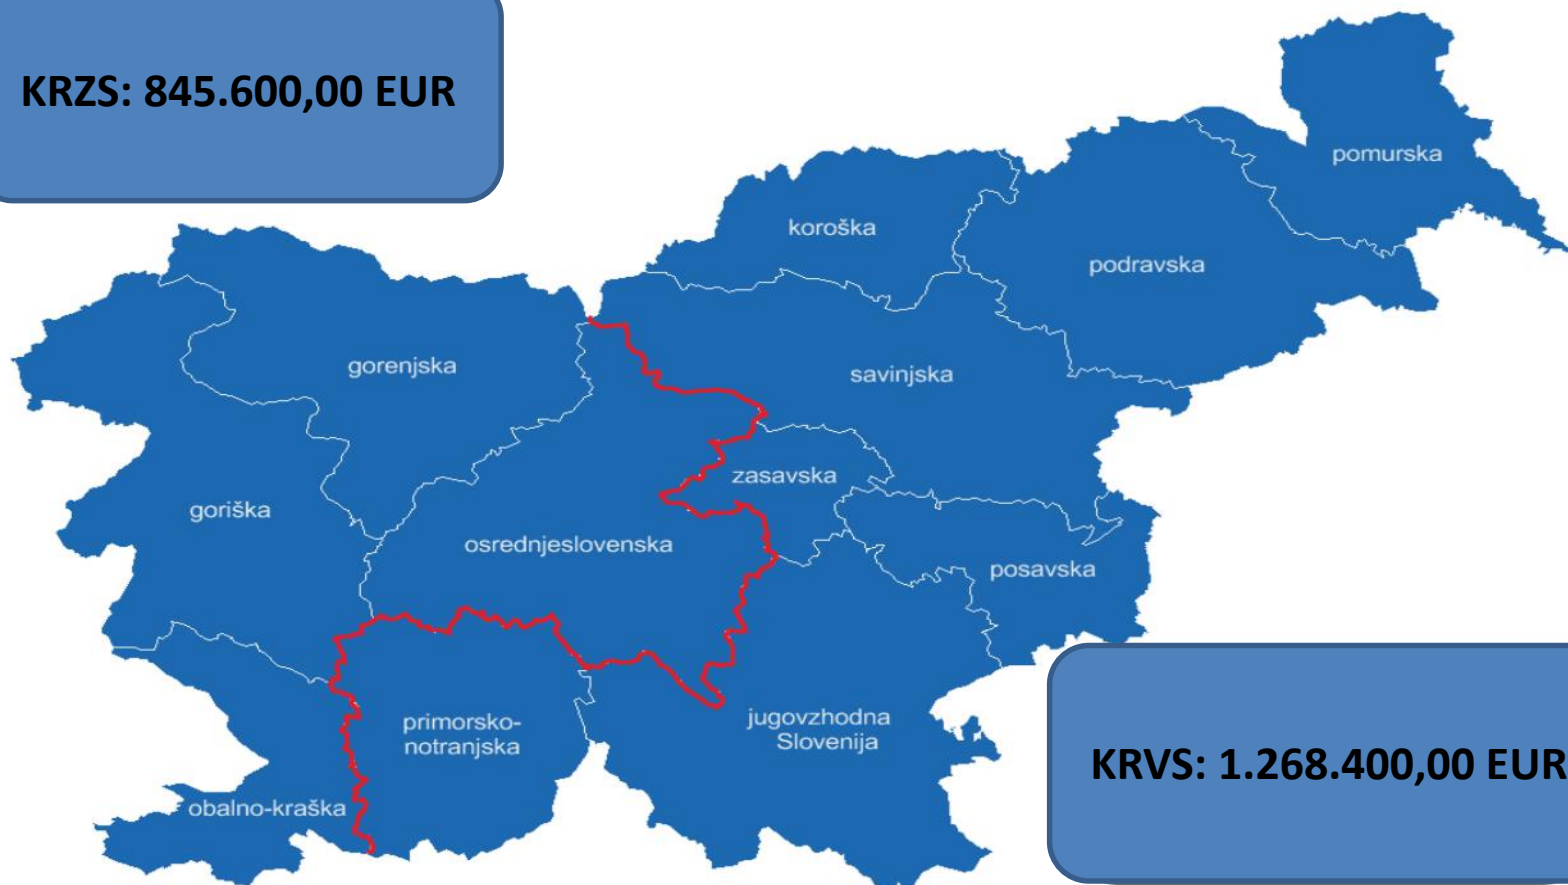 KRZS: 845.600,00 EUR
pomurska
koroška
podravska
gorenjska
savinjska
zasavska
goriška
osrednjeslovenska
posavska
primorsko-
notranjska
jugovzhodna
Slovenija
obalno-kraška
KRVS: 1.268.400,00 EUR